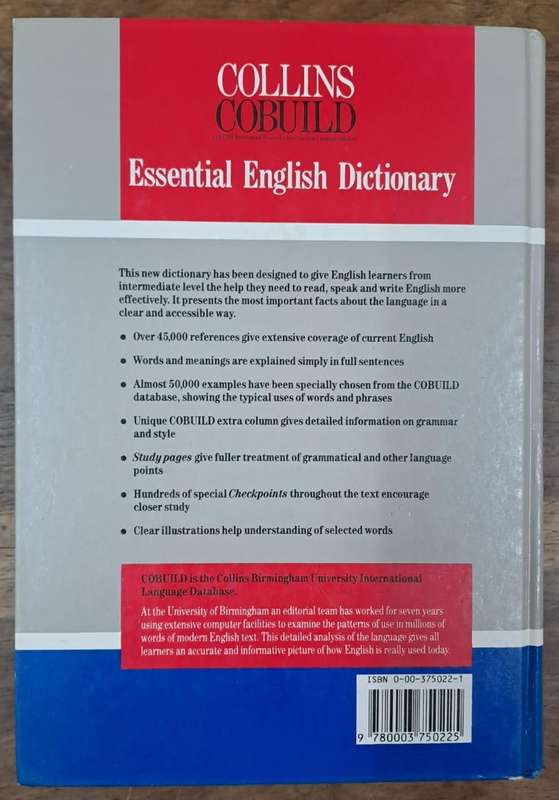 COLLINS
COBUILD
Essential English Dictionary
This new dictionary has been designed to give English learners from
intermediate level the help they need to read, speak and write English more
effectively. It presents the most important facts about the language in a
clear and accessible way.
● Over 45,000 references give extensive coverage of current English
● Words and meanings are explained simply in full sentences
● Almost 50,000 examples have been specially chosen from the COBUILD
database, showing the typical uses of words and phrases
● Unique COBUILD extra column gives detailed information on grammar
and style
● Study pages give fuller treatment of grammatical and other language
points
● Hundreds of special Checkpoints throughout the text encourage
closer study
● Clear illustrations help understanding of selected words
COBUILD is the Collins Birmingham University International
Language Database.
At the University of Birmingham an editorial team has worked for seven years
using extensive computer facilities to examine the patterns of use in millions of
words of modern English text. This detailed analysis of the language gives all
learners an accurate and informative picture of how English is really used today.
ISBN 0-00-375022-1
9 780003 750225